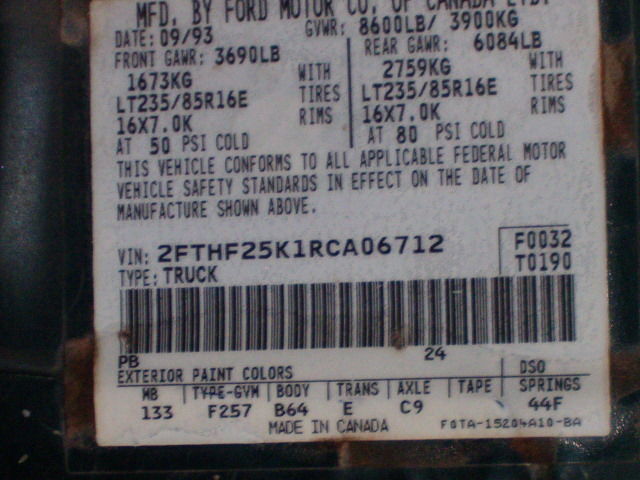 MFD. BY FORD MOTOR CO. OF CANADA LTD.
DATE: 09/93 GVWR: 8600LB/ 3900KG
FRONT GAWR: 3690LB REAR GAWR: 6084LB
1673KG WITH 2759KG WITH
LT235/85R16E TIRES LT235/85R16E TIRES
16X7.0K RIMS 16X7.0K RIMS
AT 50 PSI COLD AT 80 PSI COLD
THIS VEHICLE CONFORMS TO ALL APPLICABLE FEDERAL MOTOR
VEHICLE SAFETY STANDARDS IN EFFECT ON THE DATE OF
MANUFACTURE SHOWN ABOVE.
VIN: 2FTHF25K1RCA06712 F0032
TYPE: TRUCK T0190
PB 24
EXTERIOR PAINT COLORS DSO
WB TYPE-GVM BODY TRANS AXLE TAPE SPRINGS
133 F257 B64 E C9 44F
MADE IN CANADA FOTA-15204A10-BA